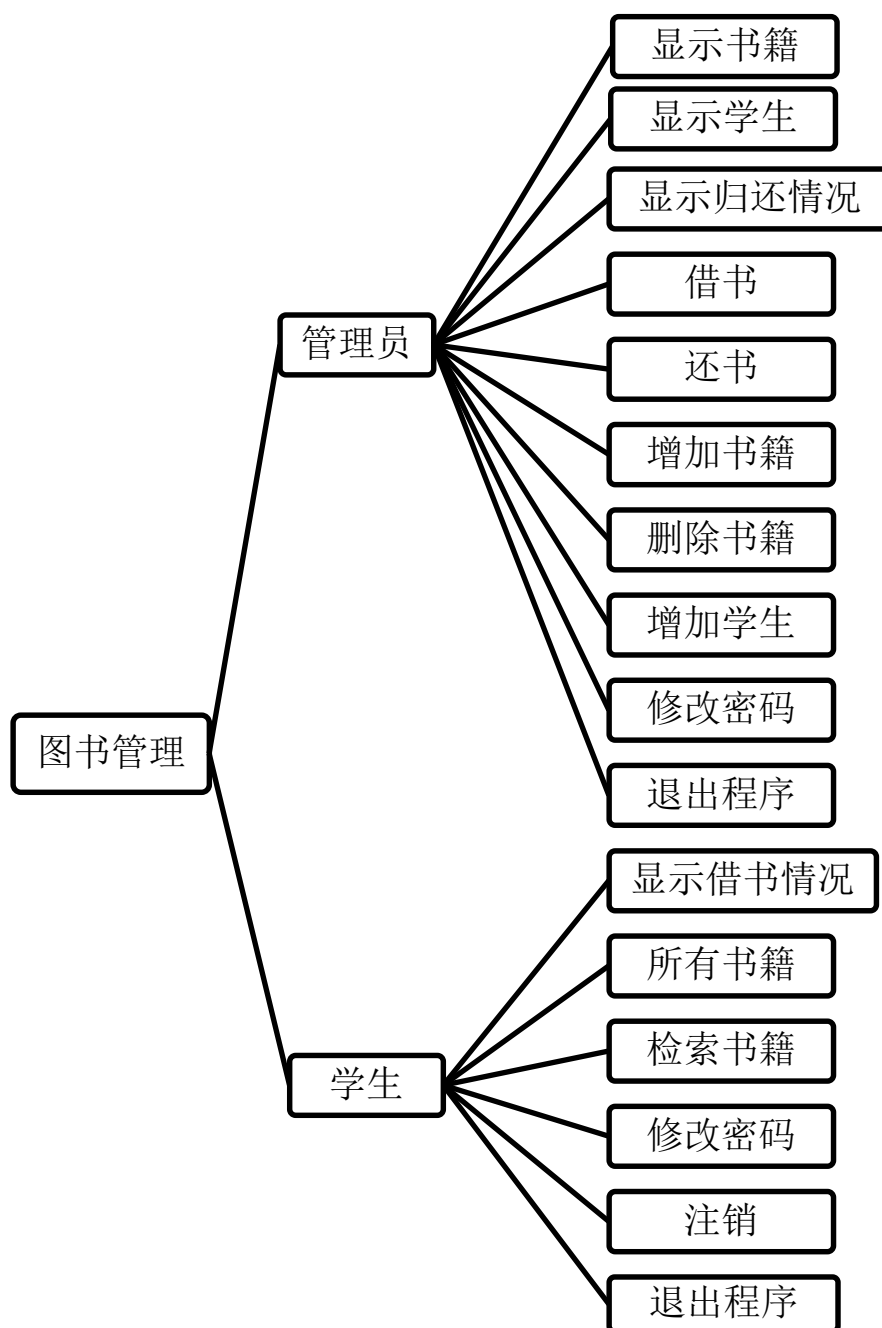 显示书籍
显示学生
显示归还情况
借书
管理员
还书
增加书籍
删除书籍
增加学生
修改密码
图书管理
退出程序
显示借书情况
所有书籍
检索书籍
学生
修改密码
注销
退出程序